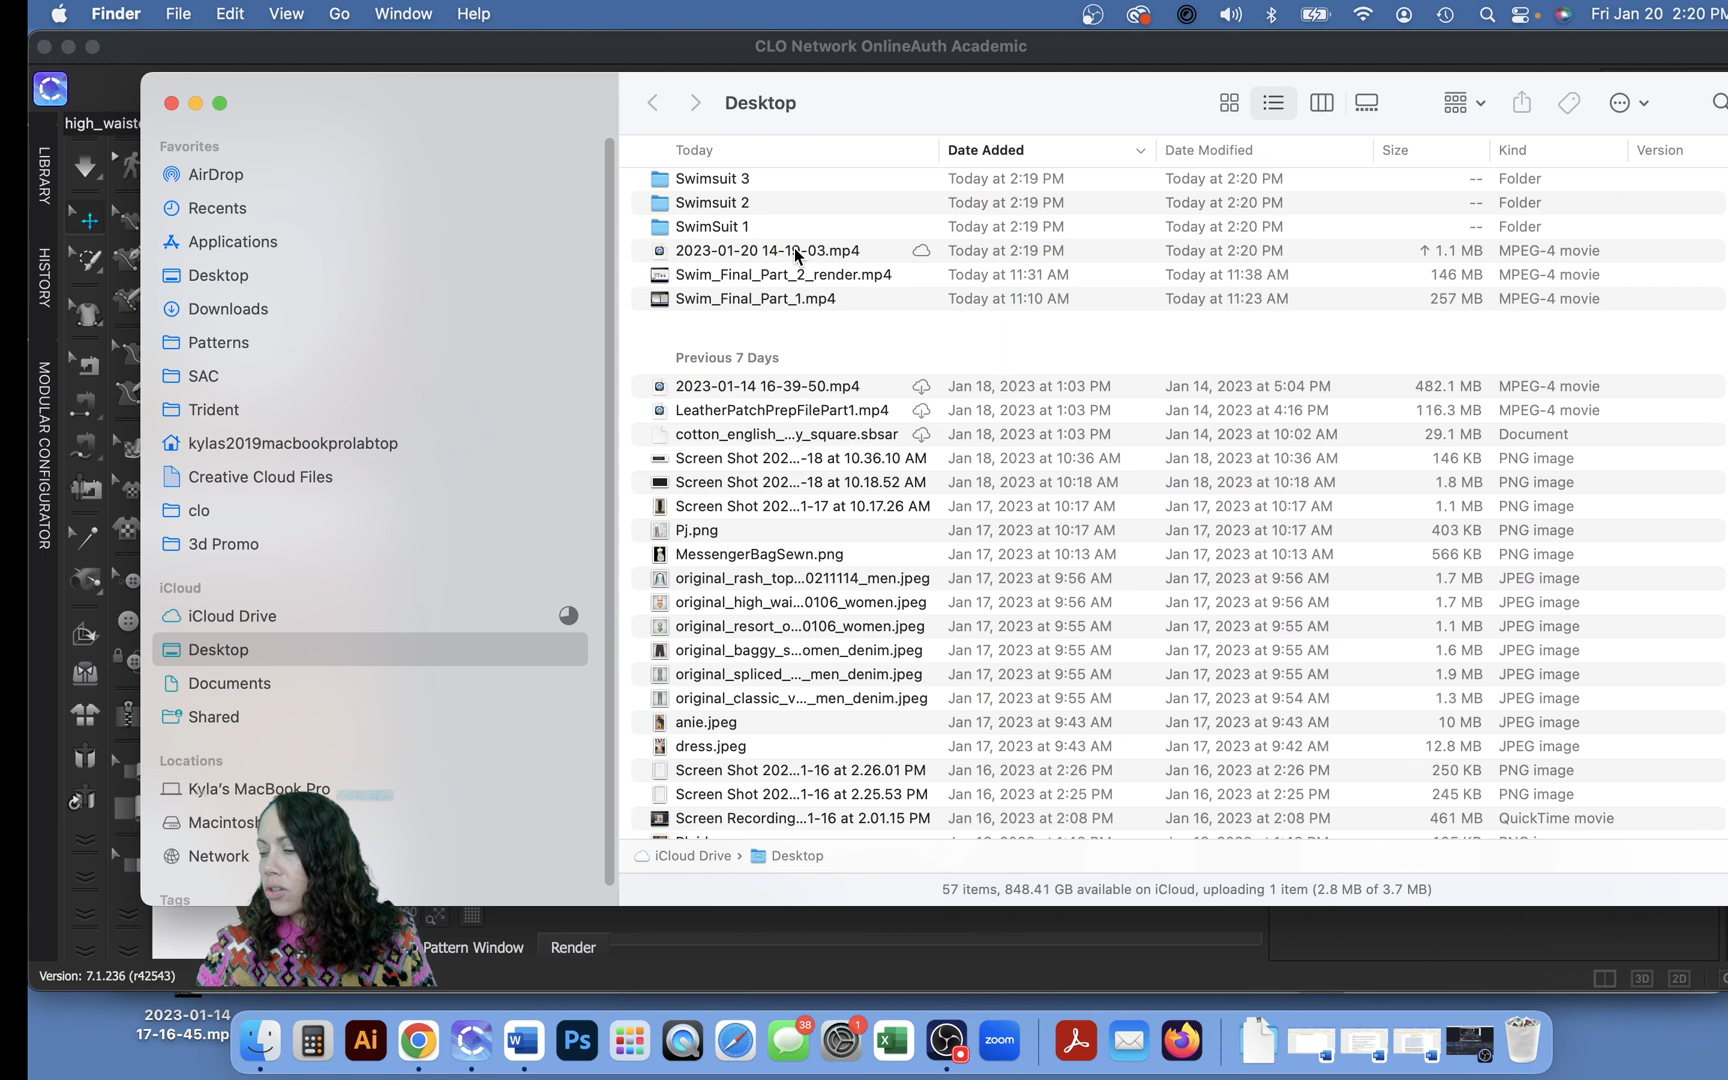 Finder File Edit View Go Window Help Fri Jan 20 2:20 PM
CLO Network OnlineAuth Academic
high_waiste
LIBRARY
HISTORY
MODULAR CONFIGURATOR
Favorites
AirDrop
Recents
Applications
Desktop
Downloads
Patterns
SAC
Trident
kylas2019macbookprolabtop
Creative Cloud Files
clo
3d Promo
iCloud
iCloud Drive
Desktop
Documents
Shared
Locations
Kyla's MacBook Pro
Macintosh
Network
Tags
Desktop
Today Date Added Date Modified Size Kind Version
Swimsuit 3 Today at 2:19 PM Today at 2:20 PM -- Folder
Swimsuit 2 Today at 2:19 PM Today at 2:20 PM -- Folder
SwimSuit 1 Today at 2:19 PM Today at 2:20 PM -- Folder
2023-01-20 14-19-03.mp4 Today at 2:19 PM Today at 2:20 PM ↑ 1.1 MB MPEG-4 movie
Swim_Final_Part_2_render.mp4 Today at 11:31 AM Today at 11:38 AM 146 MB MPEG-4 movie
Swim_Final_Part_1.mp4 Today at 11:10 AM Today at 11:23 AM 257 MB MPEG-4 movie
Previous 7 Days
2023-01-14 16-39-50.mp4 Jan 18, 2023 at 1:03 PM Jan 14, 2023 at 5:04 PM 482.1 MB MPEG-4 movie
LeatherPatchPrepFilePart1.mp4 Jan 18, 2023 at 1:03 PM Jan 14, 2023 at 4:16 PM 116.3 MB MPEG-4 movie
cotton_english_...y_square.sbsar Jan 18, 2023 at 1:03 PM Jan 14, 2023 at 10:02 AM 29.1 MB Document
Screen Shot 202...-18 at 10.36.10 AM Jan 18, 2023 at 10:36 AM Jan 18, 2023 at 10:36 AM 146 KB PNG image
Screen Shot 202...-18 at 10.18.52 AM Jan 18, 2023 at 10:18 AM Jan 18, 2023 at 10:18 AM 1.8 MB PNG image
Screen Shot 202...1-17 at 10.17.26 AM Jan 17, 2023 at 10:17 AM Jan 17, 2023 at 10:17 AM 1.1 MB PNG image
Pj.png Jan 17, 2023 at 10:17 AM Jan 17, 2023 at 10:17 AM 403 KB PNG image
MessengerBagSewn.png Jan 17, 2023 at 10:13 AM Jan 17, 2023 at 10:13 AM 566 KB PNG image
original_rash_top...0211114_men.jpeg Jan 17, 2023 at 9:56 AM Jan 17, 2023 at 9:56 AM 1.7 MB JPEG image
original_high_wai...0106_women.jpeg Jan 17, 2023 at 9:56 AM Jan 17, 2023 at 9:56 AM 1.7 MB JPEG image
original_resort_o...0106_women.jpeg Jan 17, 2023 at 9:55 AM Jan 17, 2023 at 9:55 AM 1.1 MB JPEG image
original_baggy_s...omen_denim.jpeg Jan 17, 2023 at 9:55 AM Jan 17, 2023 at 9:55 AM 1.6 MB JPEG image
original_spliced_..._men_denim.jpeg Jan 17, 2023 at 9:55 AM Jan 17, 2023 at 9:55 AM 1.9 MB JPEG image
original_classic_v..._men_denim.jpeg Jan 17, 2023 at 9:55 AM Jan 17, 2023 at 9:54 AM 1.3 MB JPEG image
anie.jpeg Jan 17, 2023 at 9:43 AM Jan 17, 2023 at 9:43 AM 10 MB JPEG image
dress.jpeg Jan 17, 2023 at 9:43 AM Jan 17, 2023 at 9:42 AM 12.8 MB JPEG image
Screen Shot 202...1-16 at 2.26.01 PM Jan 16, 2023 at 2:26 PM Jan 16, 2023 at 2:26 PM 250 KB PNG image
Screen Shot 202...1-16 at 2.25.53 PM Jan 16, 2023 at 2:25 PM Jan 16, 2023 at 2:25 PM 245 KB PNG image
Screen Recording...1-16 at 2.01.15 PM Jan 16, 2023 at 2:08 PM Jan 16, 2023 at 2:08 PM 461 MB QuickTime movie
iCloud Drive › Desktop
57 items, 848.41 GB available on iCloud, uploading 1 item (2.8 MB of 3.7 MB)
Pattern Window Render
Version: 7.1.236 (r42543)
3D 2D
2023-01-14
17-16-45.mp
Ai W Ps 38 1 X zoom